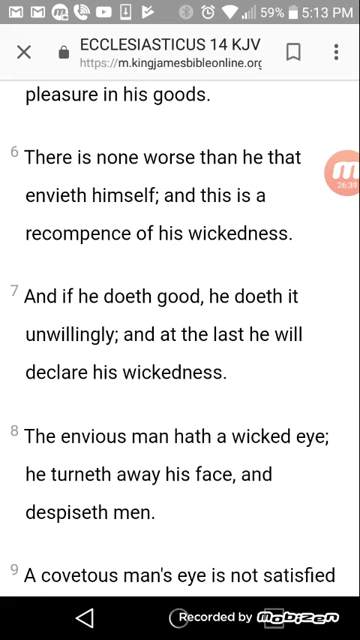 59% 5:13 PM
ECCLESIASTICUS 14 KJV
https://m.kingjamesbibleonline.org
pleasure in his goods.
6 There is none worse than he that
envieth himself; and this is a
recompence of his wickedness.
26:39
7 And if he doeth good, he doeth it
unwillingly; and at the last he will
declare his wickedness.
8 The envious man hath a wicked eye;
he turneth away his face, and
despiseth men.
9 A covetous man's eye is not satisfied
Recorded by Mobizen